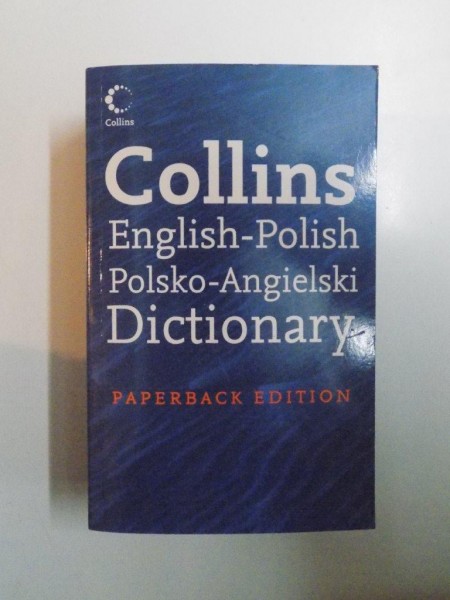 Collins
Collins
English-Polish
Polsko-Angielski
Dictionary
PAPERBACK EDITION